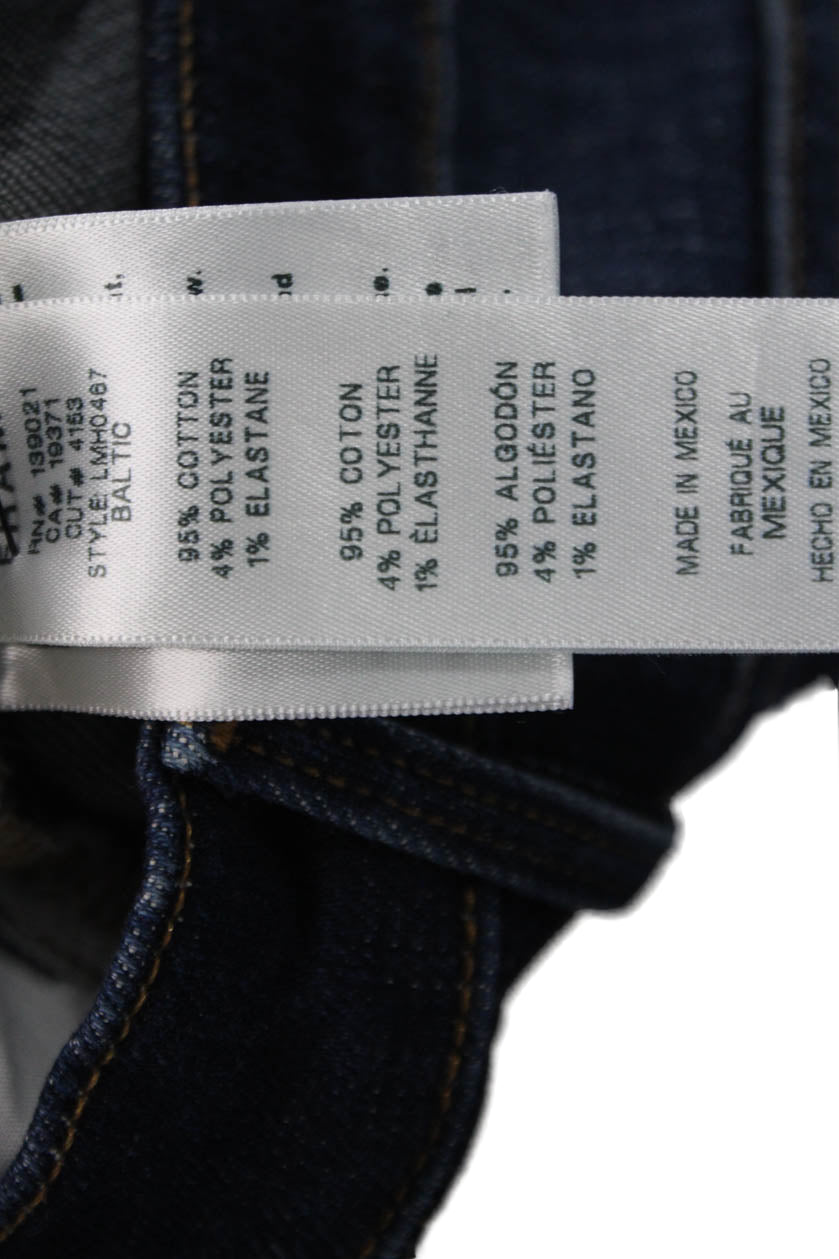 RN# 139021
CA# 19371
CUT# 4153
STYLE: LMH0467
BALTIC
95% COTTON
4% POLYESTER
1% ELASTANE
95% COTON
4% POLYESTER
1% ÉLASTHANNE
95% ALGODÓN
4% POLIÉSTER
1% ELASTANO
MADE IN MEXICO
FABRIQUÉ AU
MEXIQUE
HECHO EN MEXICO